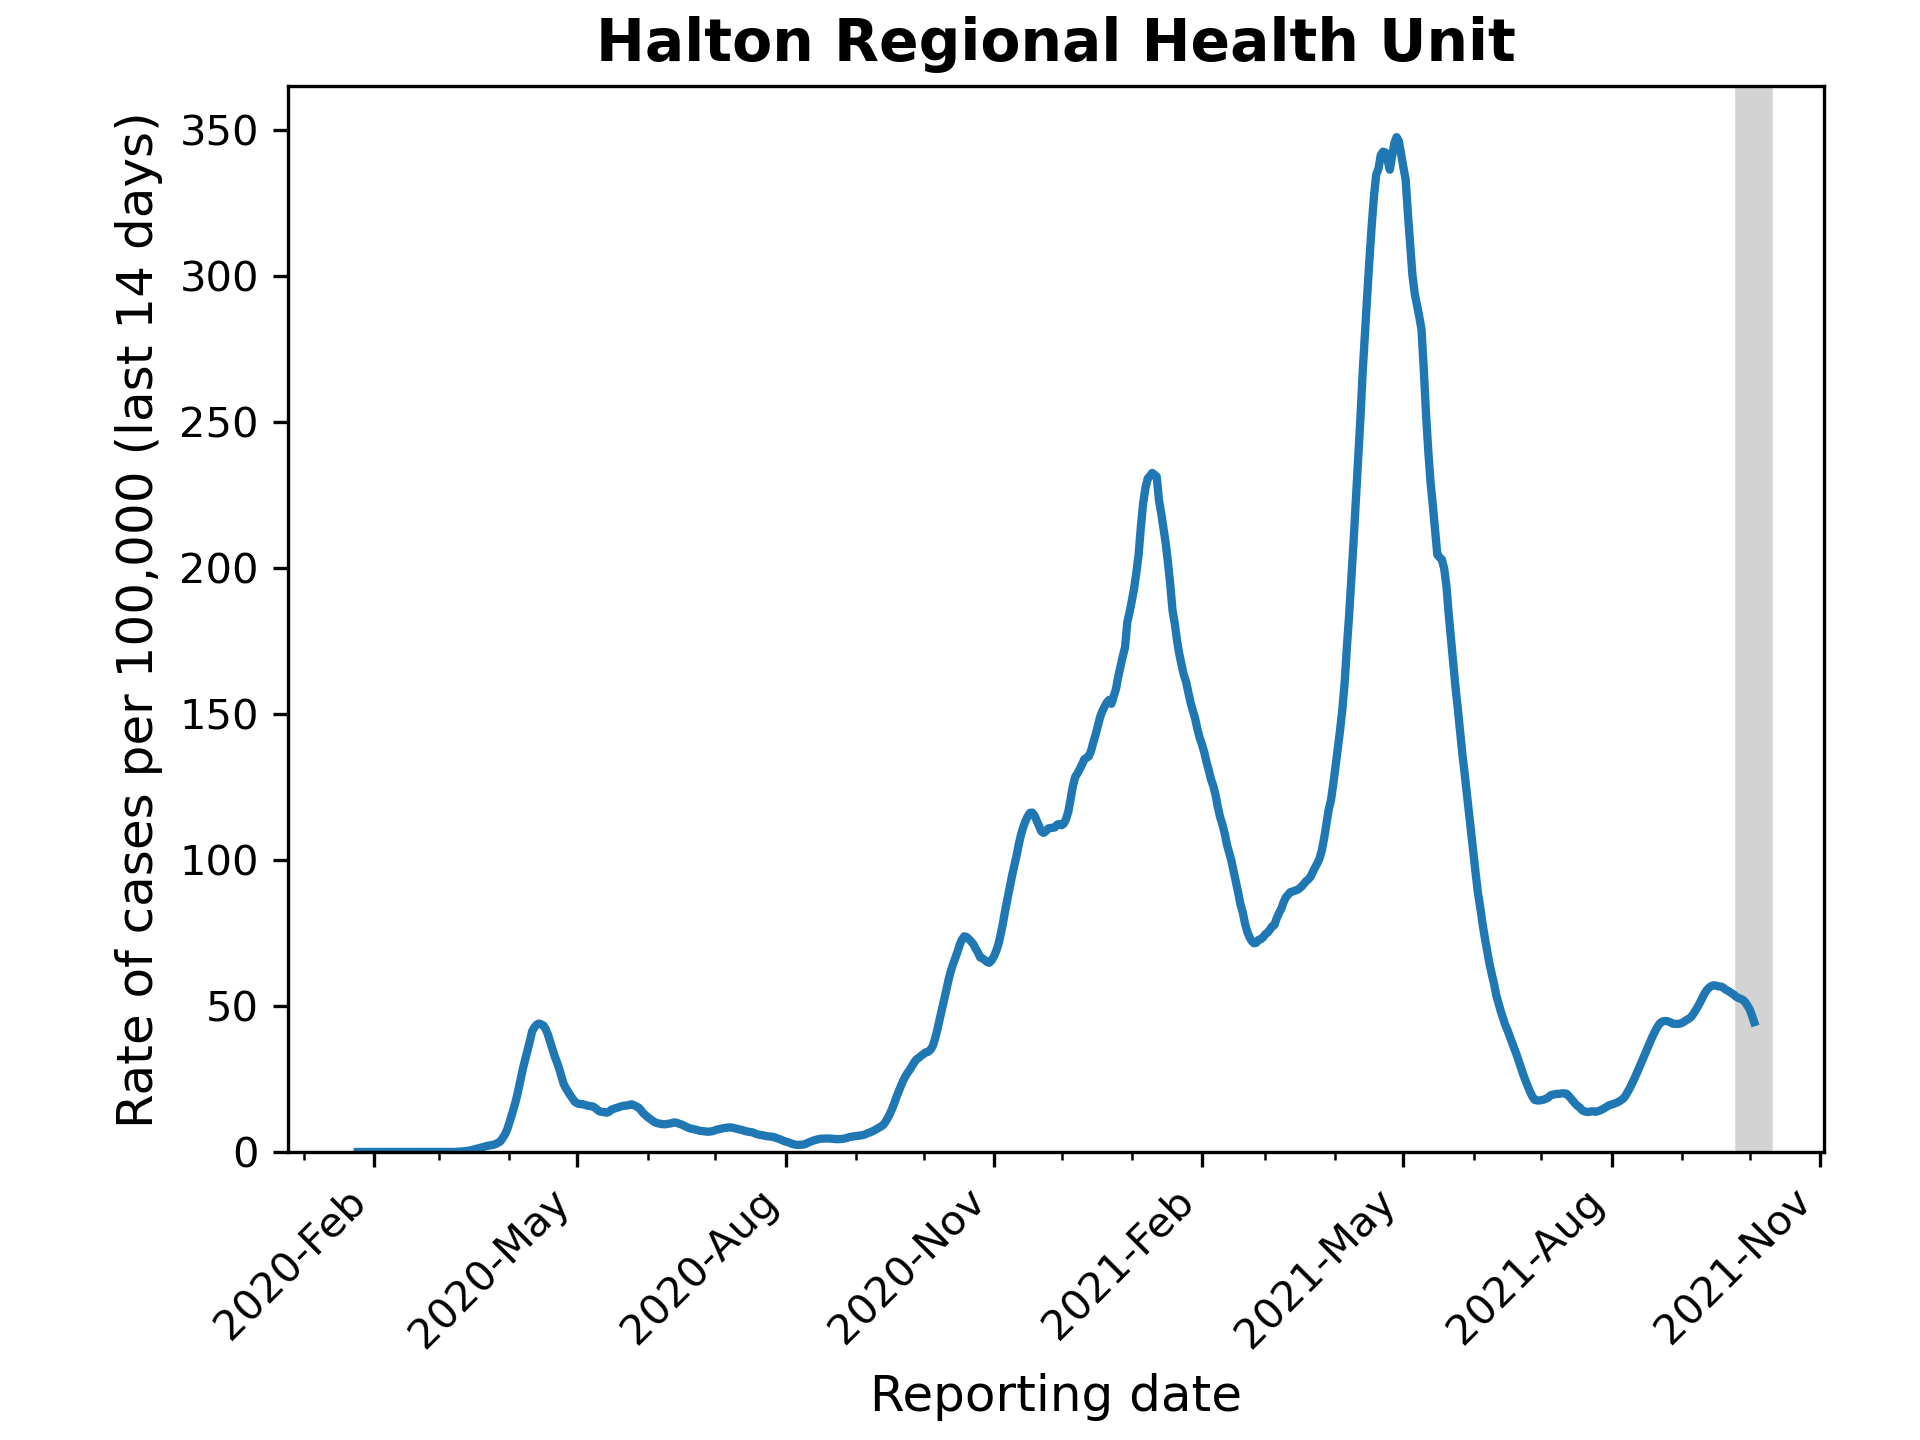 Halton Regional Health Unit
Rate of cases per 100,000 (last 14 days)
350
300
250
200
150
100
50
0
2020-Feb
2020-May
2020-Aug
2020-Nov
2021-Feb
2021-May
2021-Aug
2021-Nov
Reporting date